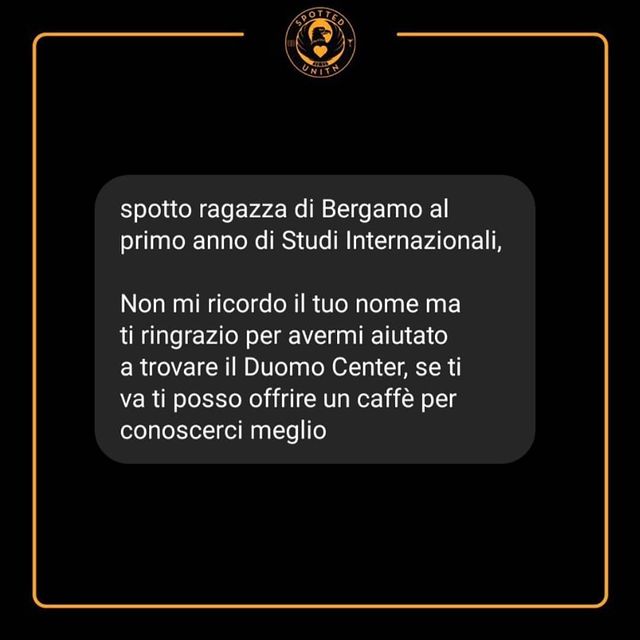 SPOTTED
UNITN
spotto ragazza di Bergamo al
primo anno di Studi Internazionali,
Non mi ricordo il tuo nome ma
ti ringrazio per avermi aiutato
a trovare il Duomo Center, se ti
va ti posso offrire un caffè per
conoscerci meglio